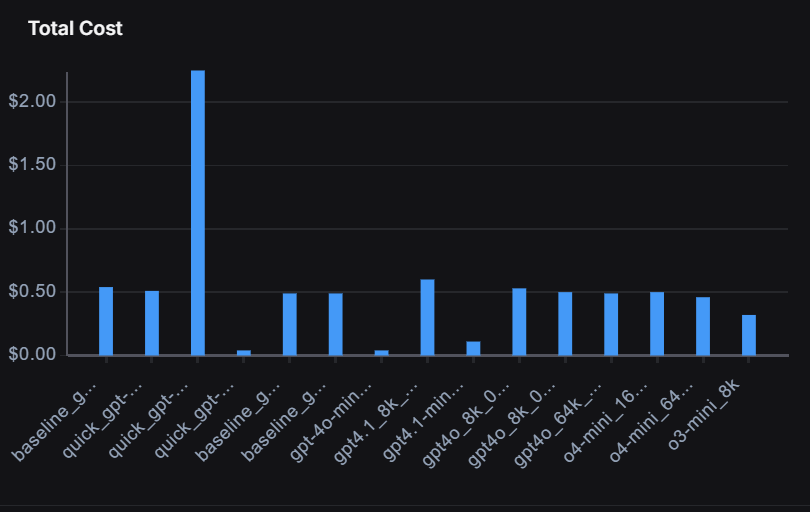 Total Cost
$2.00
$1.50
$1.00
$0.50
$0.00
baseline_g...
quick_gpt-...
quick_gpt-...
quick_gpt-...
baseline_g...
baseline_g...
gpt-4o-min...
gpt4.1_8k_...
gpt4.1-min...
gpt4o_8k_0...
gpt4o_8k_0...
gpt4o_64k_...
o4-mini_16...
o4-mini_64...
o3-mini_8k